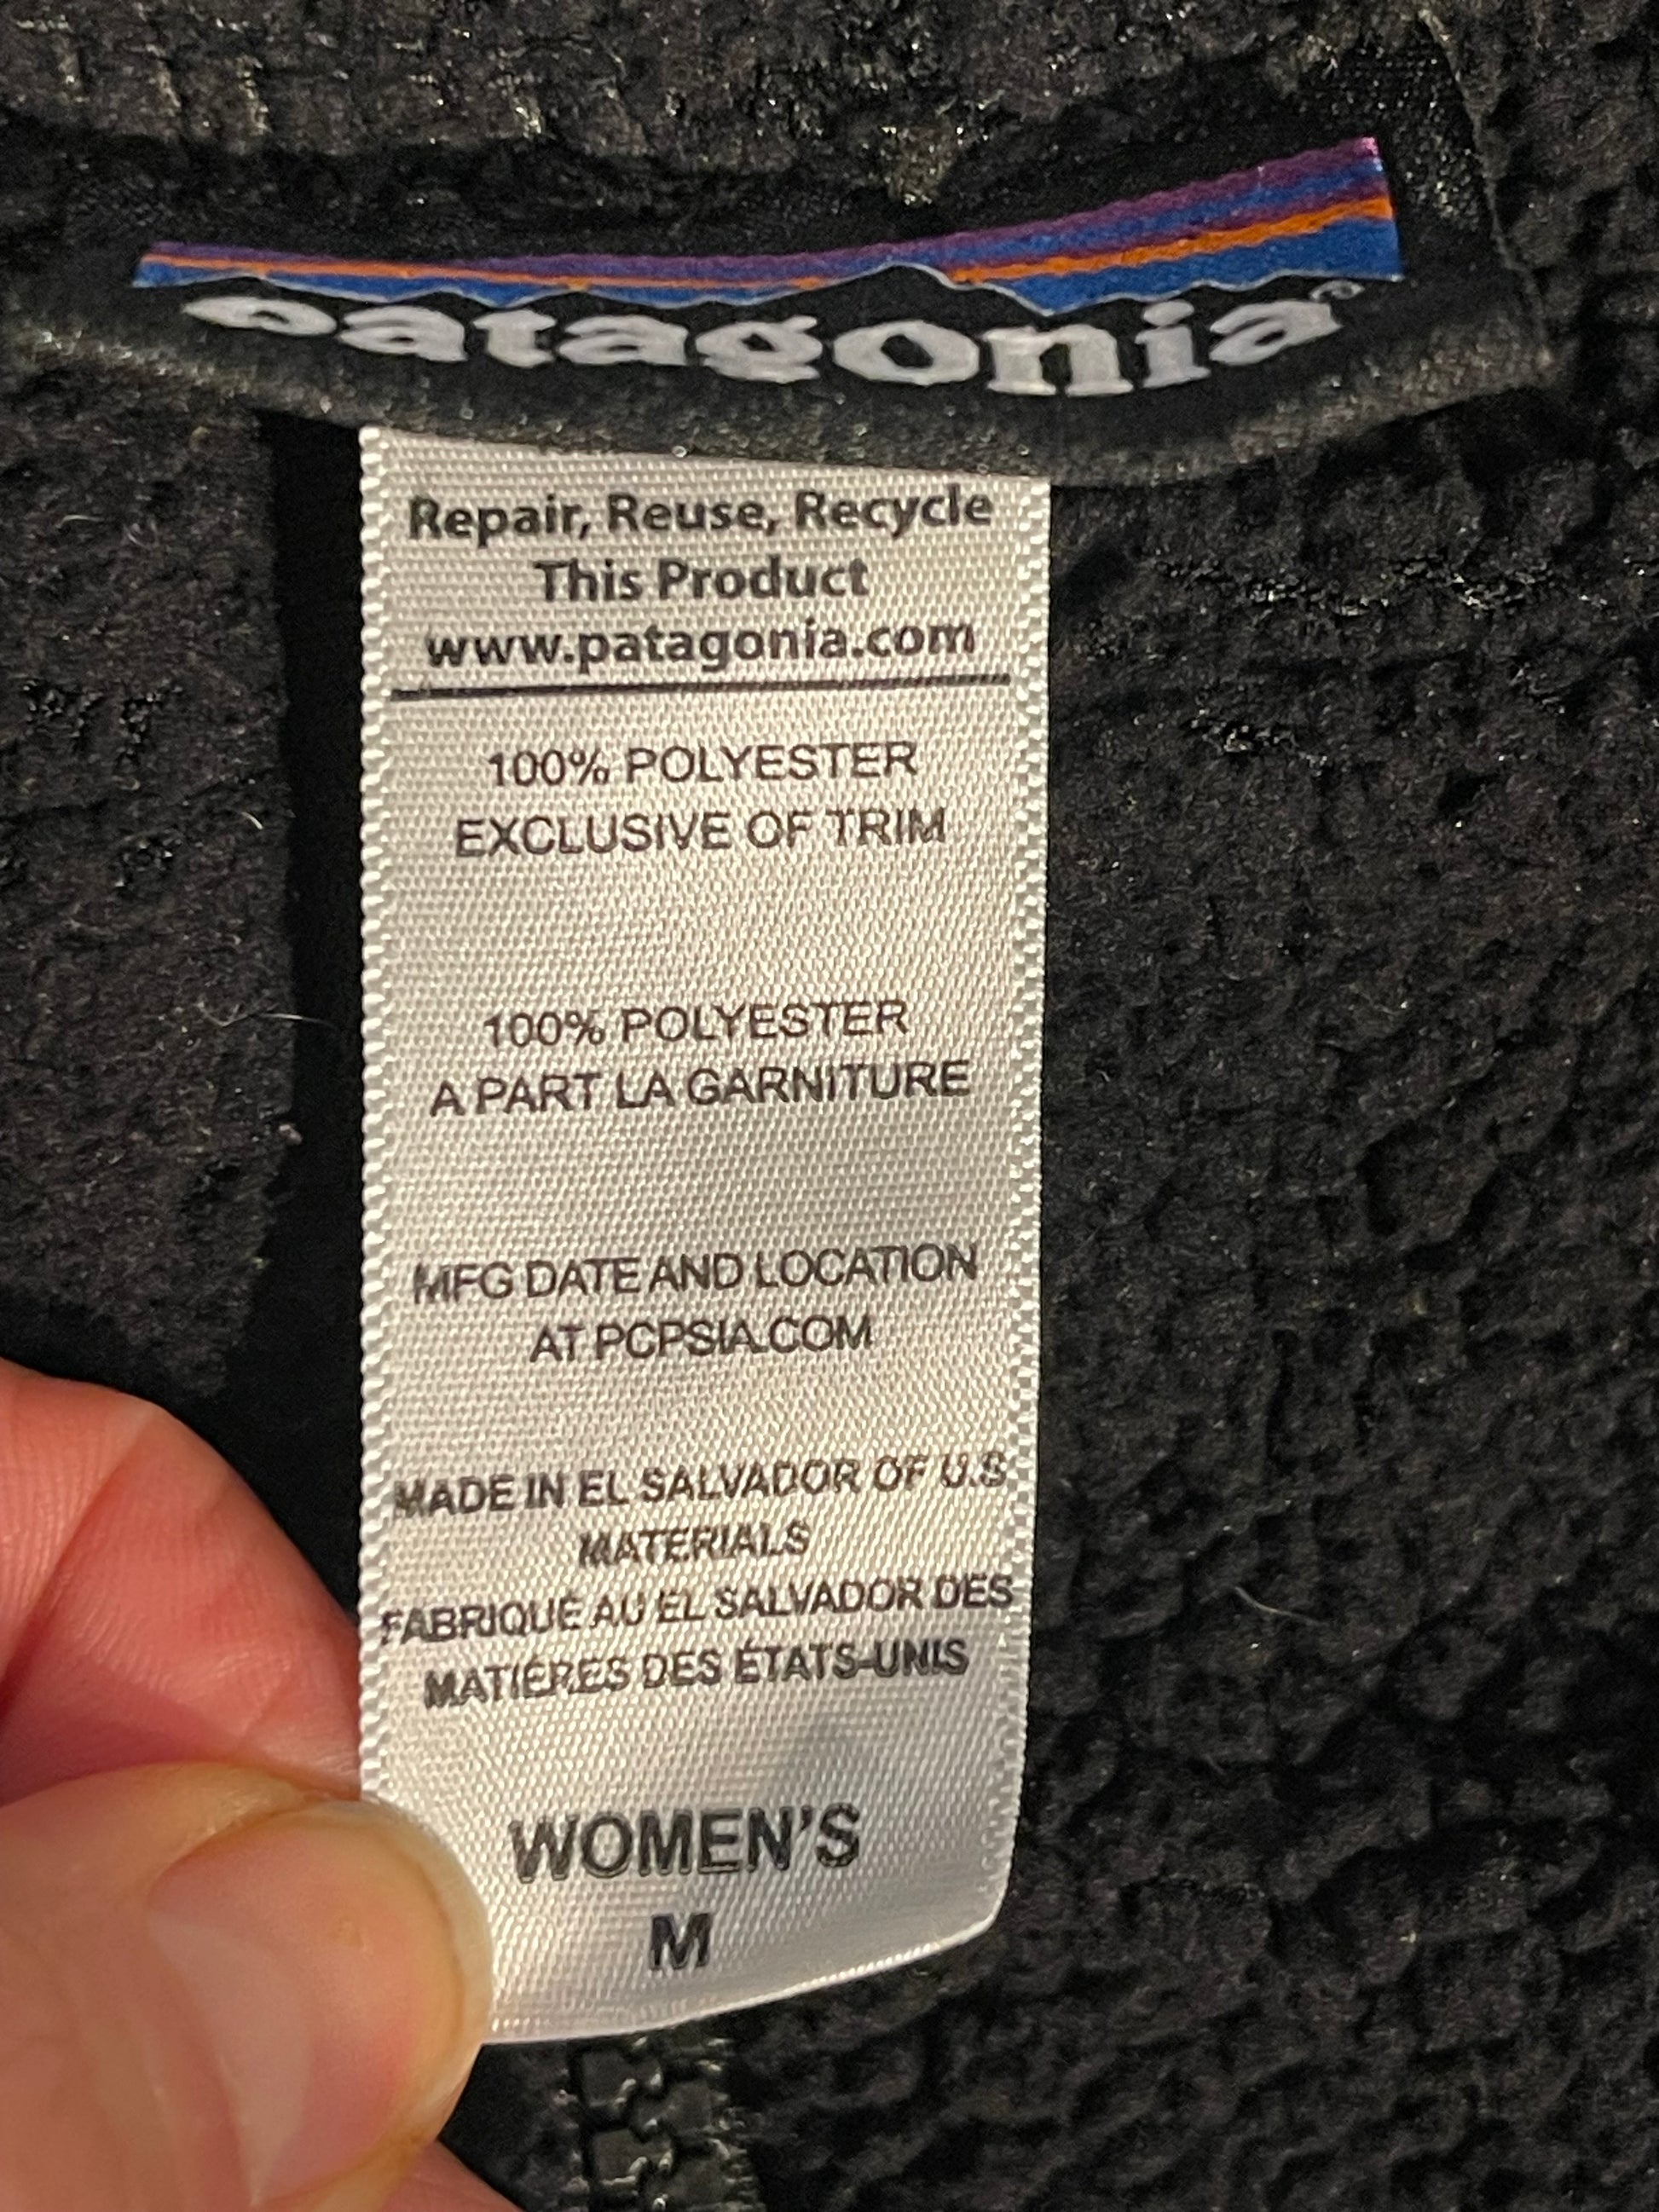 patagonia®
Repair, Reuse, Recycle
This Product
www.patagonia.com
100% POLYESTER
EXCLUSIVE OF TRIM
100% POLYESTER
A PART LA GARNITURE
MFG DATE AND LOCATION
AT PCPSIA.COM
MADE IN EL SALVADOR OF U.S
MATERIALS
FABRIQUÉ AU EL SALVADOR DES
MATIÉRES DES ÉTATS-UNIS
WOMEN'S
M